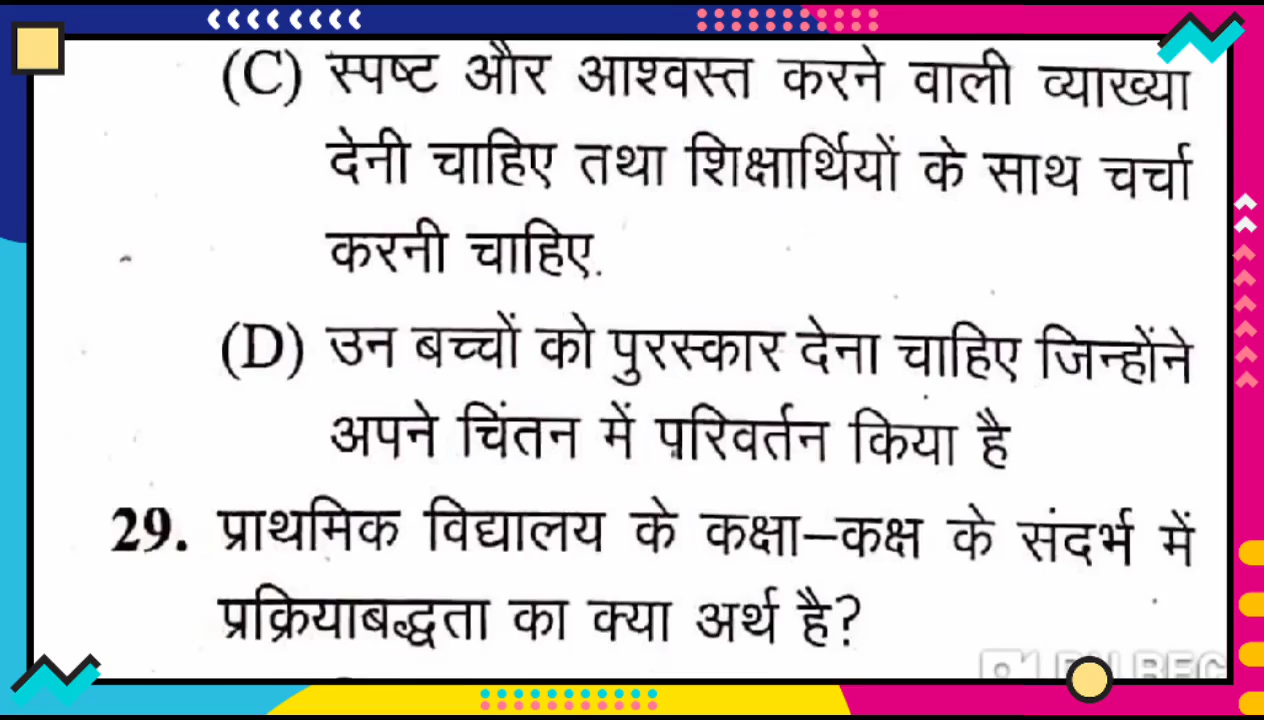 (C) स्पष्ट और आश्वस्त करने वाली व्याख्या
देनी चाहिए तथा शिक्षार्थियों के साथ चर्चा
करनी चाहिए.
(D) उन बच्चों को पुरस्कार देना चाहिए जिन्होंने
अपने चिंतन में परिवर्तन किया है
29. प्राथमिक विद्यालय के कक्षा–कक्ष के संदर्भ में
प्रक्रियाबद्धता का क्या अर्थ है?